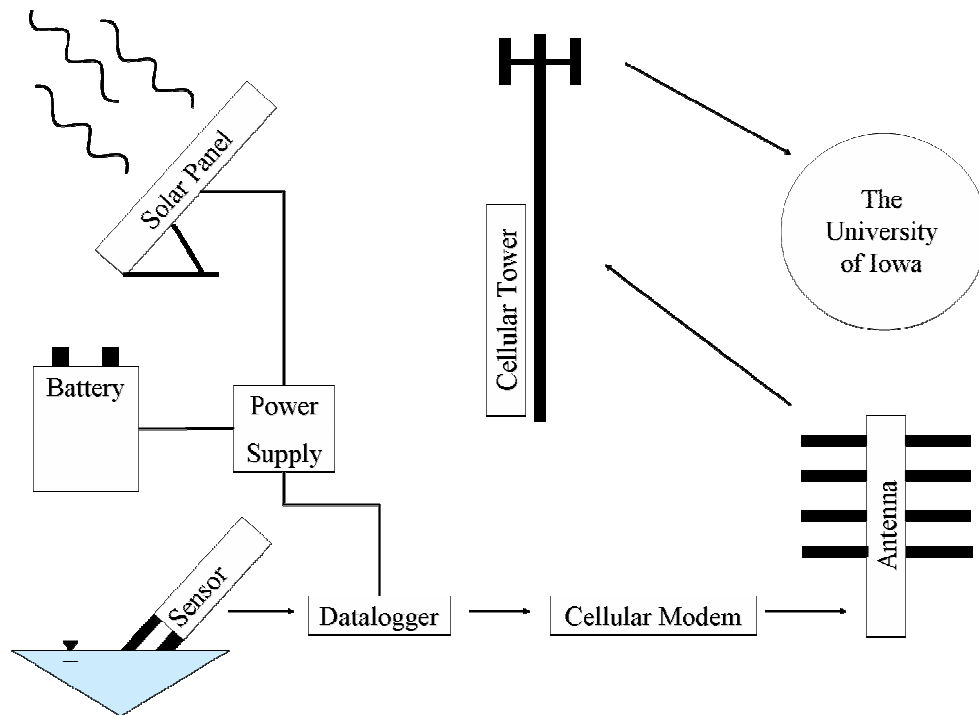 Solar Panel
Cellular Tower
The
University
of Iowa
Battery
Power
Supply
Antenna
Sensor
Datalogger
Cellular Modem